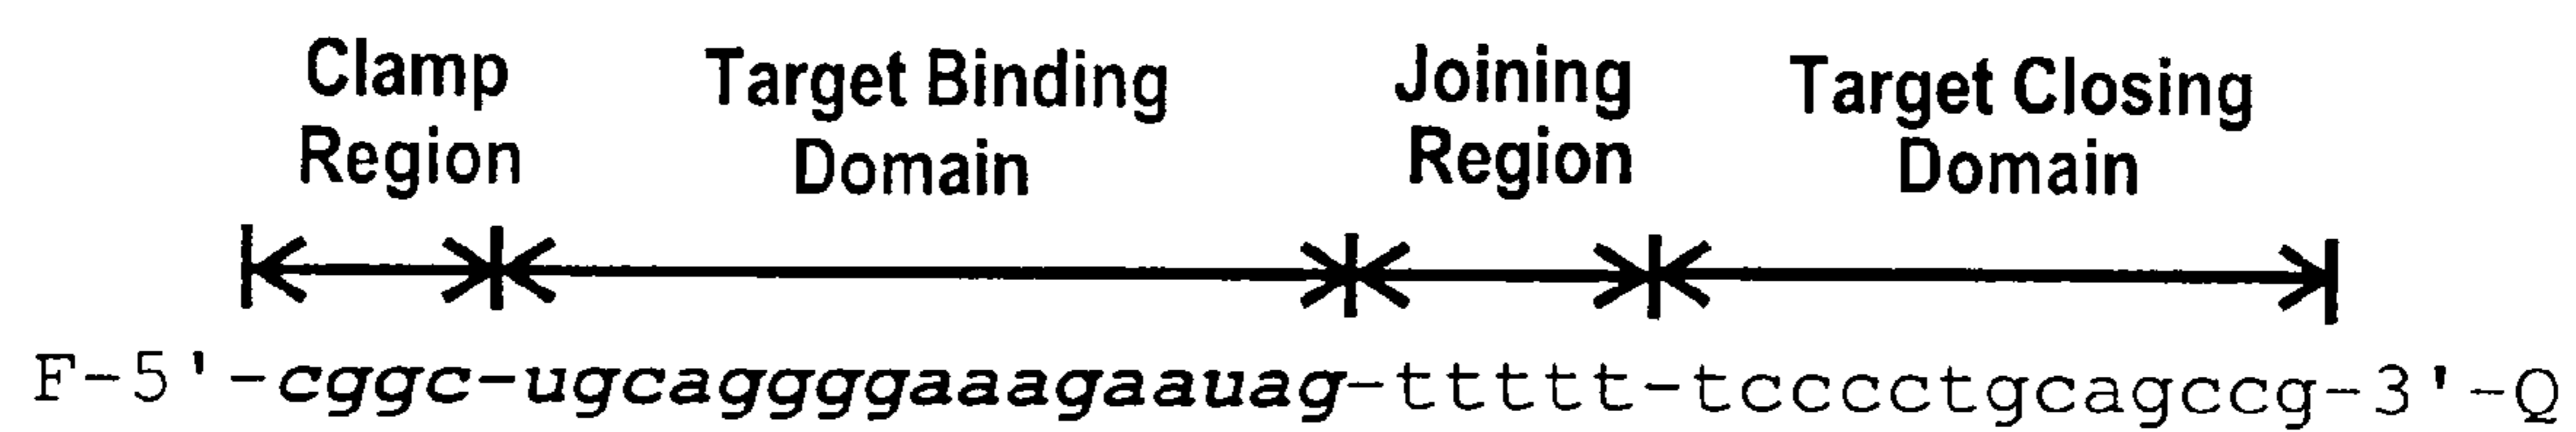 Clamp Region
Target Binding Domain
Joining Region
Target Closing Domain
F-5'-cggc-ugcaggggaaagaauag-ttttt-tcccctgcagccg-3'-Q